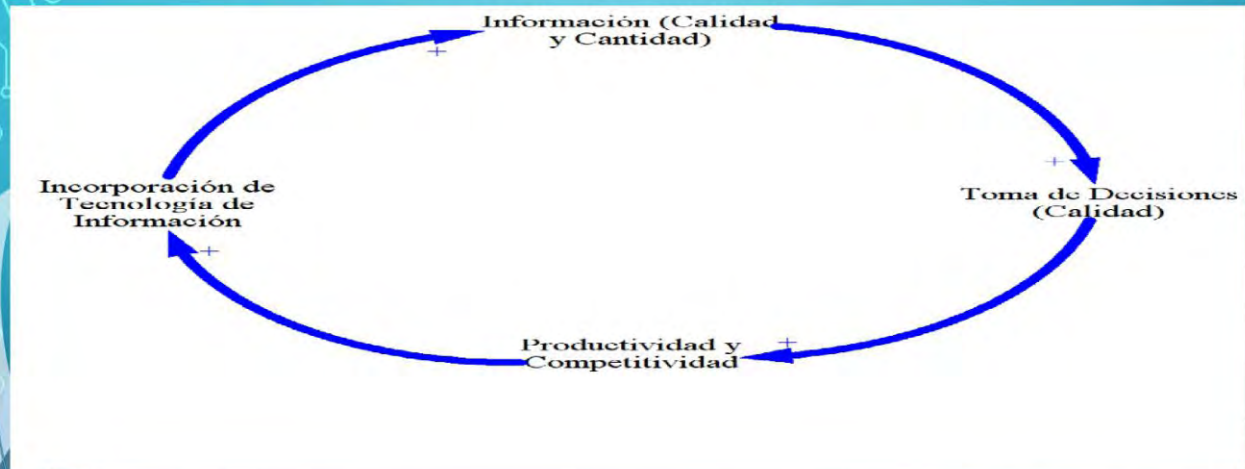 Información (Calidad
y Cantidad)
+
+
Incorporación de
Tecnología de
Información
Toma de Decisiones
(Calidad)
+
+
Productividad y
Competitividad